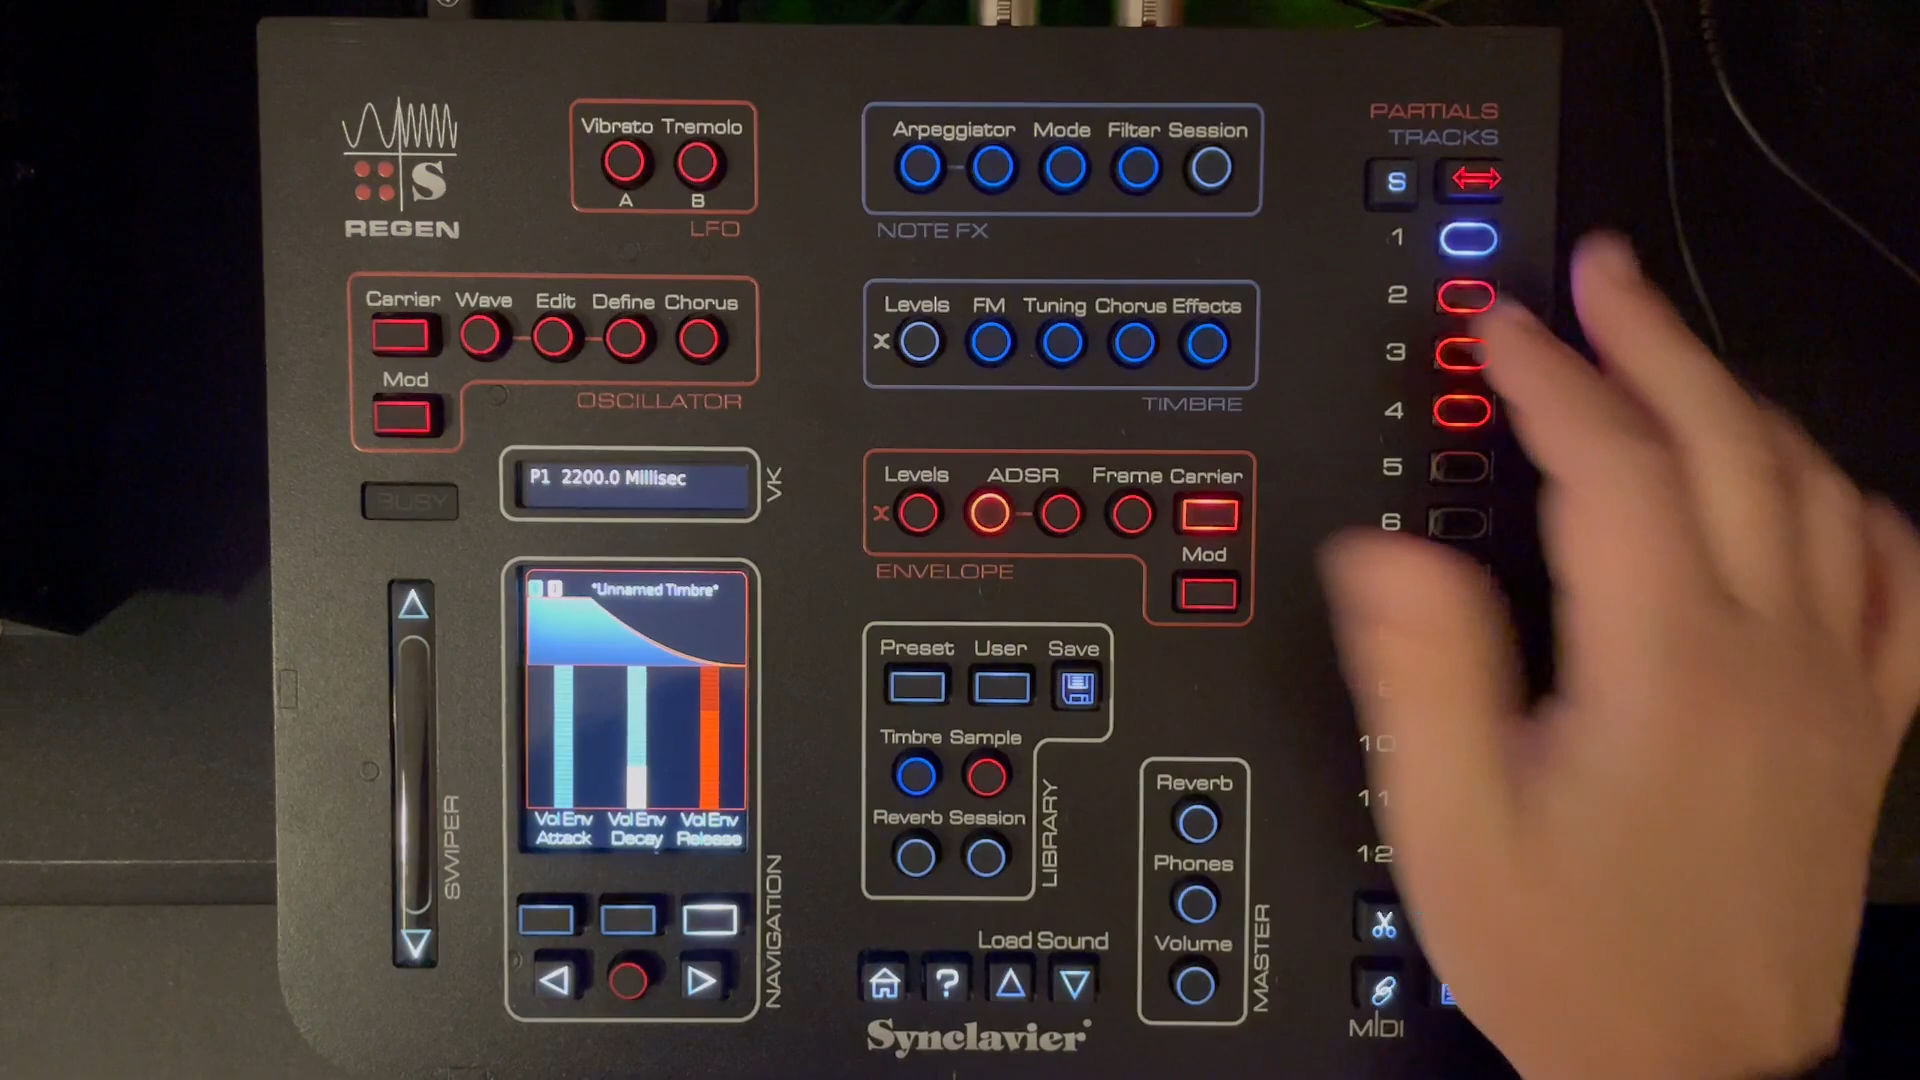 S
REGEN
Vibrato Tremolo
A B
LFO
Carrier Wave Edit Define Chorus
Mod
OSCILLATOR
BUSY
P1 2200.0 Millisec
VK
SWIPER
*Unnamed Timbre*
Vol Env Attack
Vol Env Decay
Vol Env Release
NAVIGATION
Arpeggiator Mode Filter Session
NOTE FX
Levels FM Tuning Chorus Effects
x
TIMBRE
Levels ADSR Frame Carrier
x
Mod
ENVELOPE
Preset User Save
Timbre Sample
Reverb Session
LIBRARY
Load Sound
?
Synclavier
Reverb
Phones
Volume
MASTER
PARTIALS
TRACKS
S
1
2
3
4
5
6
10
11
12
MIDI